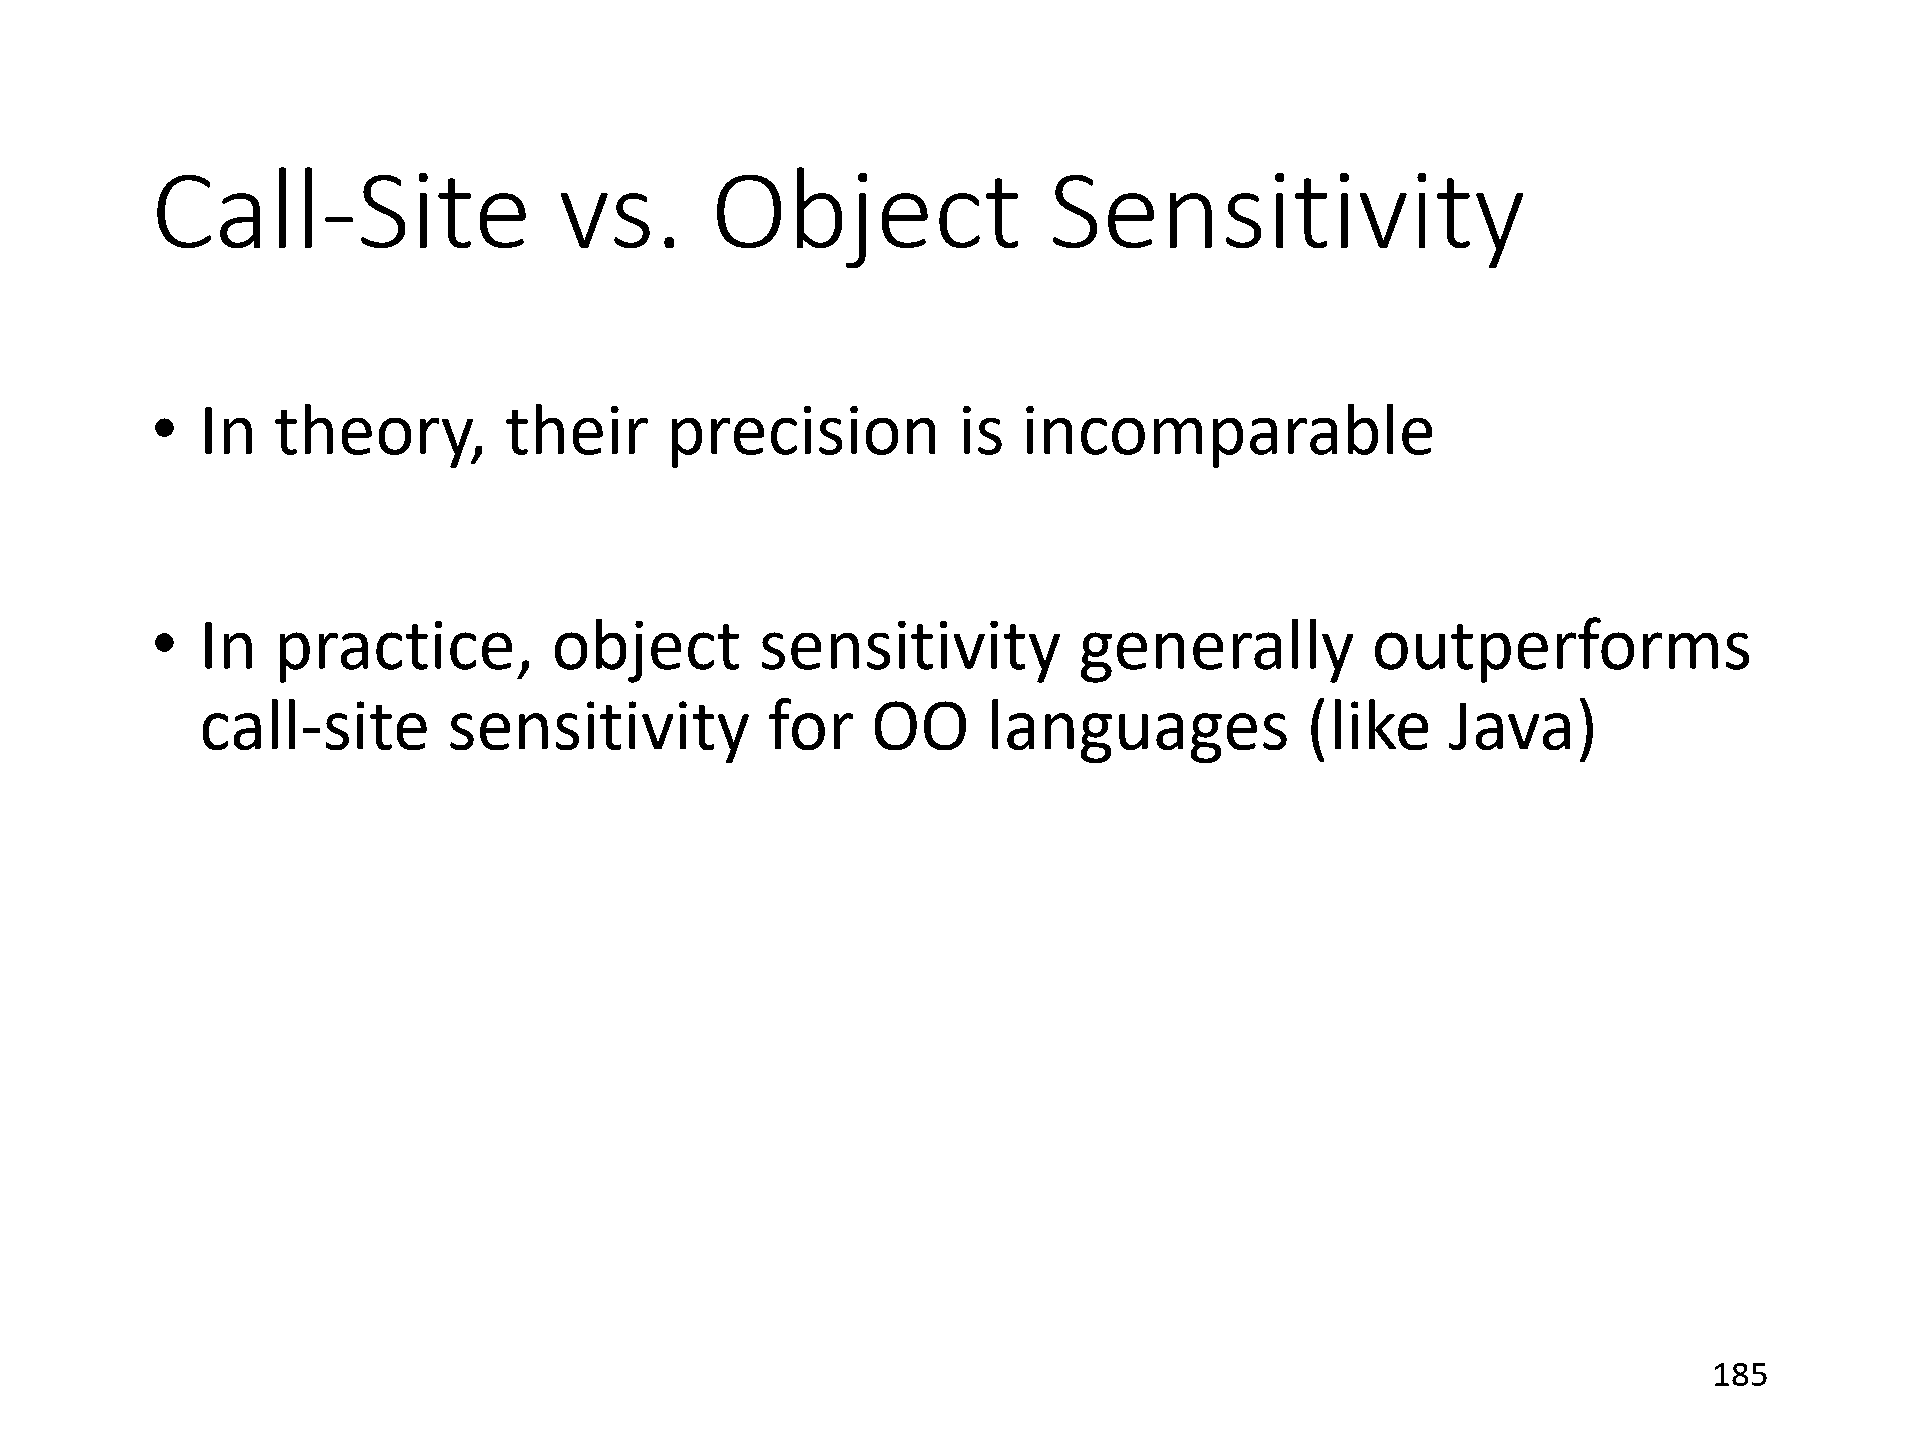 Call-Site vs. Object Sensitivity
• In theory, their precision is incomparable
• In practice, object sensitivity generally outperforms
call-site sensitivity for OO languages (like Java)
185